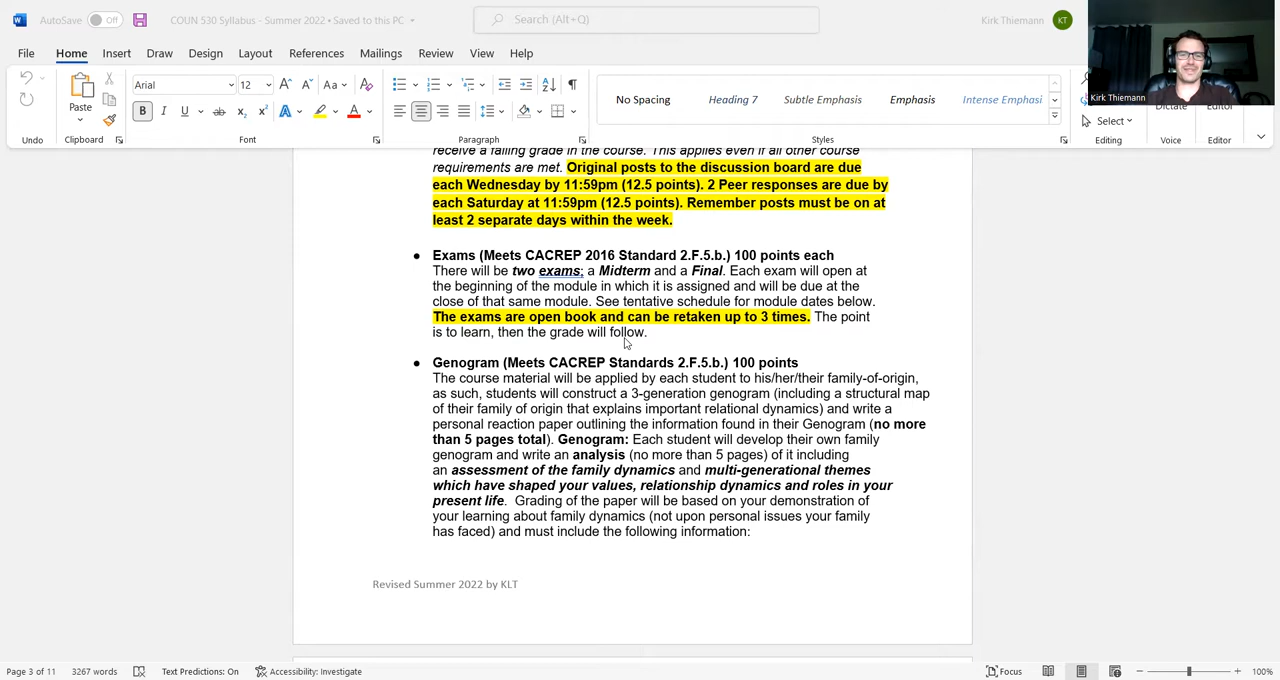 AutoSave Off COUN 530 Syllabus - Summer 2022 • Saved to this PC Search (Alt+Q) Kirk Thiemann KT
File Home Insert Draw Design Layout References Mailings Review View Help
Kirk Thiemann
Arial 12 Aa
No Spacing Heading 7 Subtle Emphasis Emphasis Intense Emphasi
Paste
B I U ab x₂ x² A A
Dictate Editor
Select
Undo Clipboard Font Paragraph Styles Editing Voice Editor
receive a failing grade in the course. This applies even if all other course
requirements are met. Original posts to the discussion board are due
each Wednesday by 11:59pm (12.5 points). 2 Peer responses are due by
each Saturday at 11:59pm (12.5 points). Remember posts must be on at
least 2 separate days within the week.
● Exams (Meets CACREP 2016 Standard 2.F.5.b.) 100 points each
There will be two exams; a Midterm and a Final. Each exam will open at
the beginning of the module in which it is assigned and will be due at the
close of that same module. See tentative schedule for module dates below.
The exams are open book and can be retaken up to 3 times. The point
is to learn, then the grade will follow.
● Genogram (Meets CACREP Standards 2.F.5.b.) 100 points
The course material will be applied by each student to his/her/their family-of-origin,
as such, students will construct a 3-generation genogram (including a structural map
of their family of origin that explains important relational dynamics) and write a
personal reaction paper outlining the information found in their Genogram (no more
than 5 pages total). Genogram: Each student will develop their own family
genogram and write an analysis (no more than 5 pages) of it including
an assessment of the family dynamics and multi-generational themes
which have shaped your values, relationship dynamics and roles in your
present life. Grading of the paper will be based on your demonstration of
your learning about family dynamics (not upon personal issues your family
has faced) and must include the following information:
Revised Summer 2022 by KLT
Page 3 of 11 3267 words Text Predictions: On Accessibility: Investigate Focus 100%